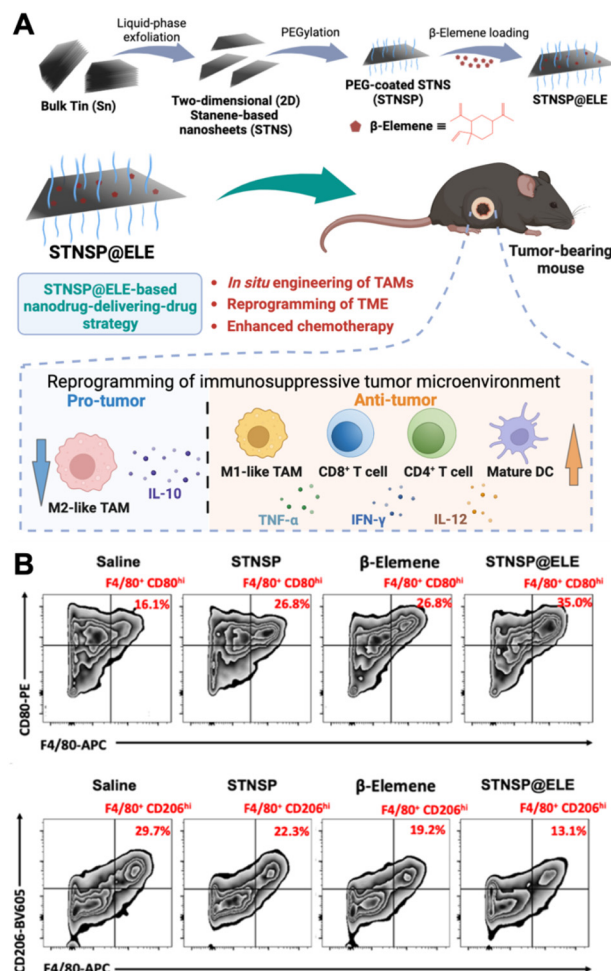 A
Liquid-phase
exfoliation
PEGylation
β-Elemene loading
Bulk Tin (Sn)
Two-dimensional (2D)
Stanene-based
nanosheets (STNS)
PEG-coated STNS
(STNSP)
STNSP@ELE
β-Elemene ≡
STNSP@ELE
Tumor-bearing
mouse
STNSP@ELE-based
nanodrug-delivering-drug
strategy
• In situ engineering of TAMs
• Reprogramming of TME
• Enhanced chemotherapy
Reprogramming of immunosuppressive tumor microenvironment
Pro-tumor
Anti-tumor
M2-like TAM
IL-10
M1-like TAM
CD8⁺ T cell
CD4⁺ T cell
Mature DC
TNF-α
IFN-γ
IL-12
B
Saline
STNSP
β-Elemene
STNSP@ELE
F4/80⁺ CD80ʰⁱ
F4/80⁺ CD80ʰⁱ
F4/80⁺ CD80ʰⁱ
F4/80⁺ CD80ʰⁱ
16.1%
26.8%
26.8%
35.0%
CD80-PE
F4/80-APC
Saline
STNSP
β-Elemene
STNSP@ELE
F4/80⁺ CD206ʰⁱ
F4/80⁺ CD206ʰⁱ
F4/80⁺ CD206ʰⁱ
F4/80⁺ CD206ʰⁱ
29.7%
22.3%
19.2%
13.1%
CD206-BV605
F4/80-APC